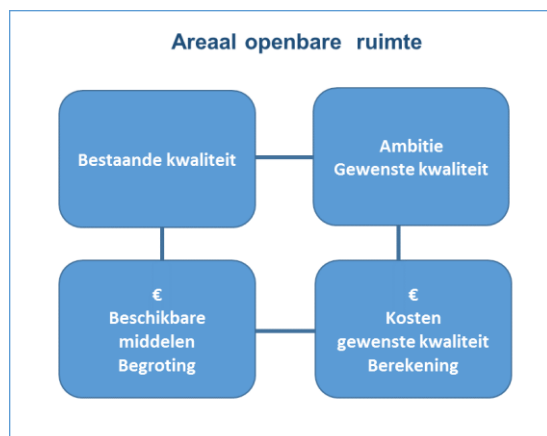 Areaal openbare ruimte
Bestaande kwaliteit
Ambitie
Gewenste kwaliteit
€
Beschikbare
middelen
Begroting
€
Kosten
gewenste kwaliteit
Berekening